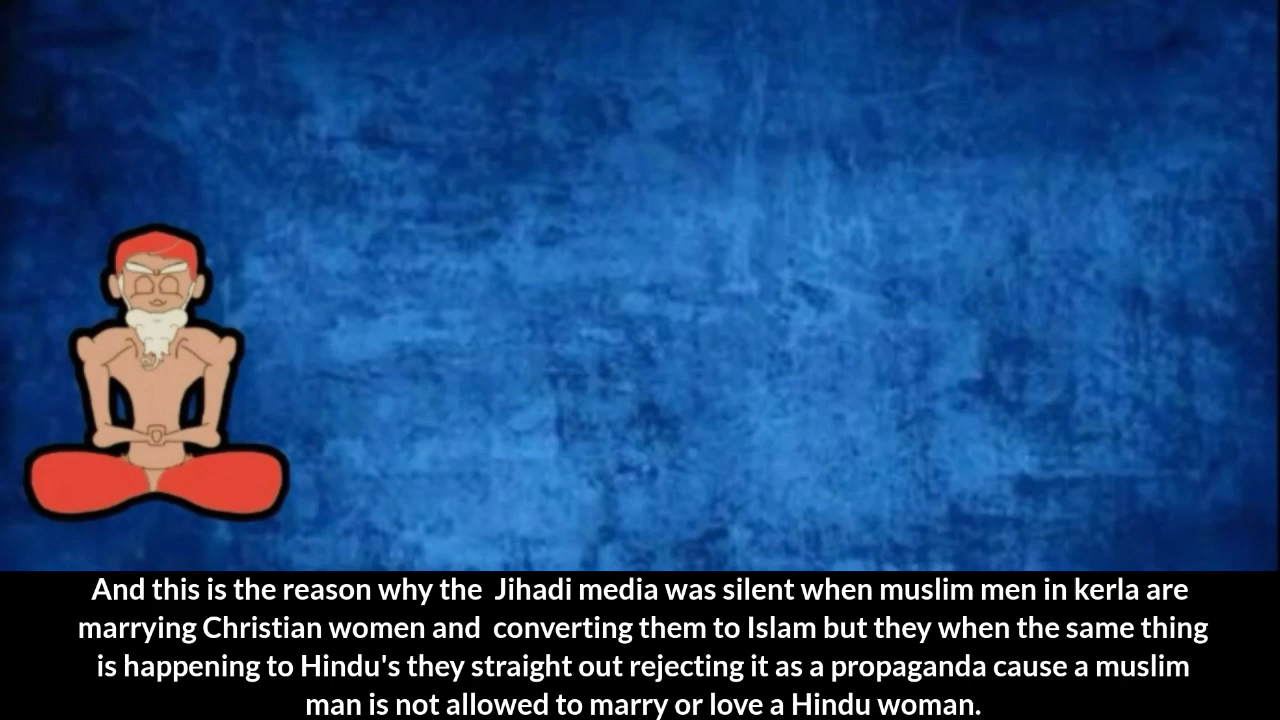 And this is the reason why the  Jihadi media was silent when muslim men in kerla are
marrying Christian women and  converting them to Islam but they when the same thing
is happening to Hindu's they straight out rejecting it as a propaganda cause a muslim
man is not allowed to marry or love a Hindu woman.